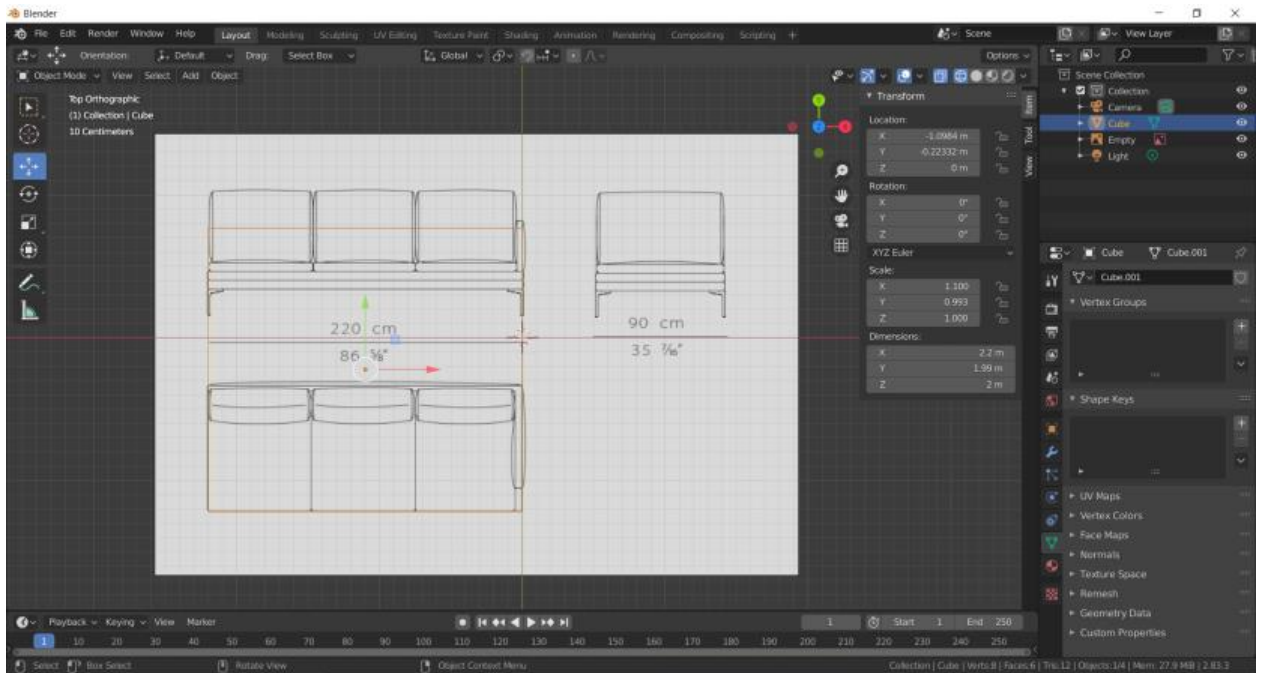 Blender
File Edit Render Window Help Layout Modeling Sculpting UV Editing Texture Paint Shading Animation Rendering Compositing Scripting + Scene View Layer
Orientation: Default Drag: Select Box Global Options
Object Mode View Select Add Object
Top Orthographic
(1) Collection | Cube
10 Centimeters
220 cm
86 ⅝"
90 cm
35 ⁷⁄₁₆"
Transform
Location:
X -1.0984 m
Y -0.22332 m
Z 0 m
Rotation:
X 0°
Y 0°
Z 0°
XYZ Euler
Scale:
X 1.100
Y 0.993
Z 1.000
Dimensions:
X 2.2 m
Y 1.99 m
Z 2 m
Item
Tool
View
Scene Collection
Collection
Camera
Cube
Empty
Light
Cube Cube.001
Cube.001
Vertex Groups
Shape Keys
UV Maps
Vertex Colors
Face Maps
Normals
Texture Space
Remesh
Geometry Data
Custom Properties
Playback Keying View Marker 1 Start 1 End 250
1 10 20 30 40 50 60 70 80 90 100 110 120 130 140 150 160 170 180 190 200 210 220 230 240 250
Select Box Select Rotate View Object Context Menu Collection | Cube | Verts:8 | Faces:6 | Tris:12 | Objects:1/4 | Mem: 27.9 MiB | 2.83.3